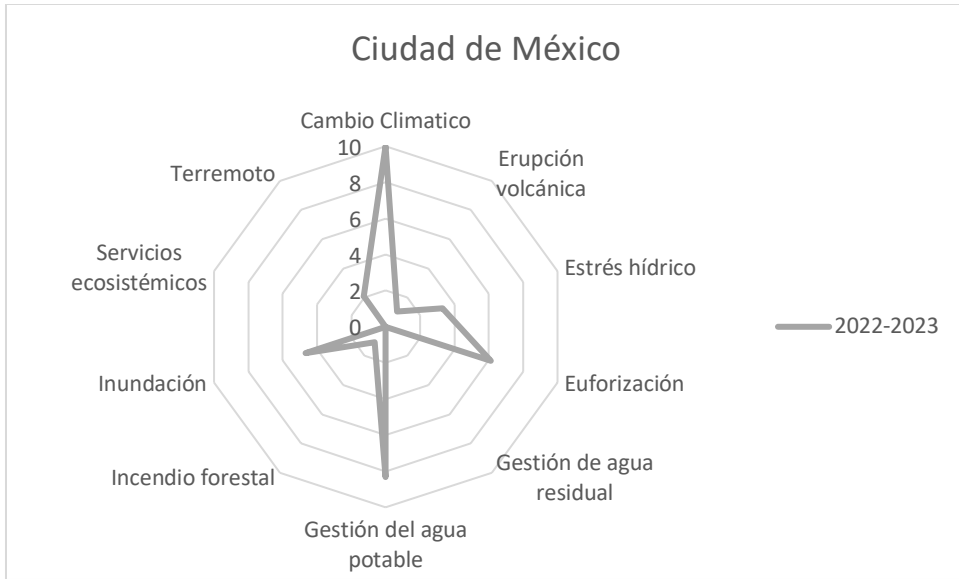 Ciudad de México
Cambio Climatico
10
8
6
4
2
0
Erupción
volcánica
Estrés hídrico
Euforización
Gestión de agua
residual
Gestión del agua
potable
Incendio forestal
Inundación
Servicios
ecosistémicos
Terremoto
2022-2023